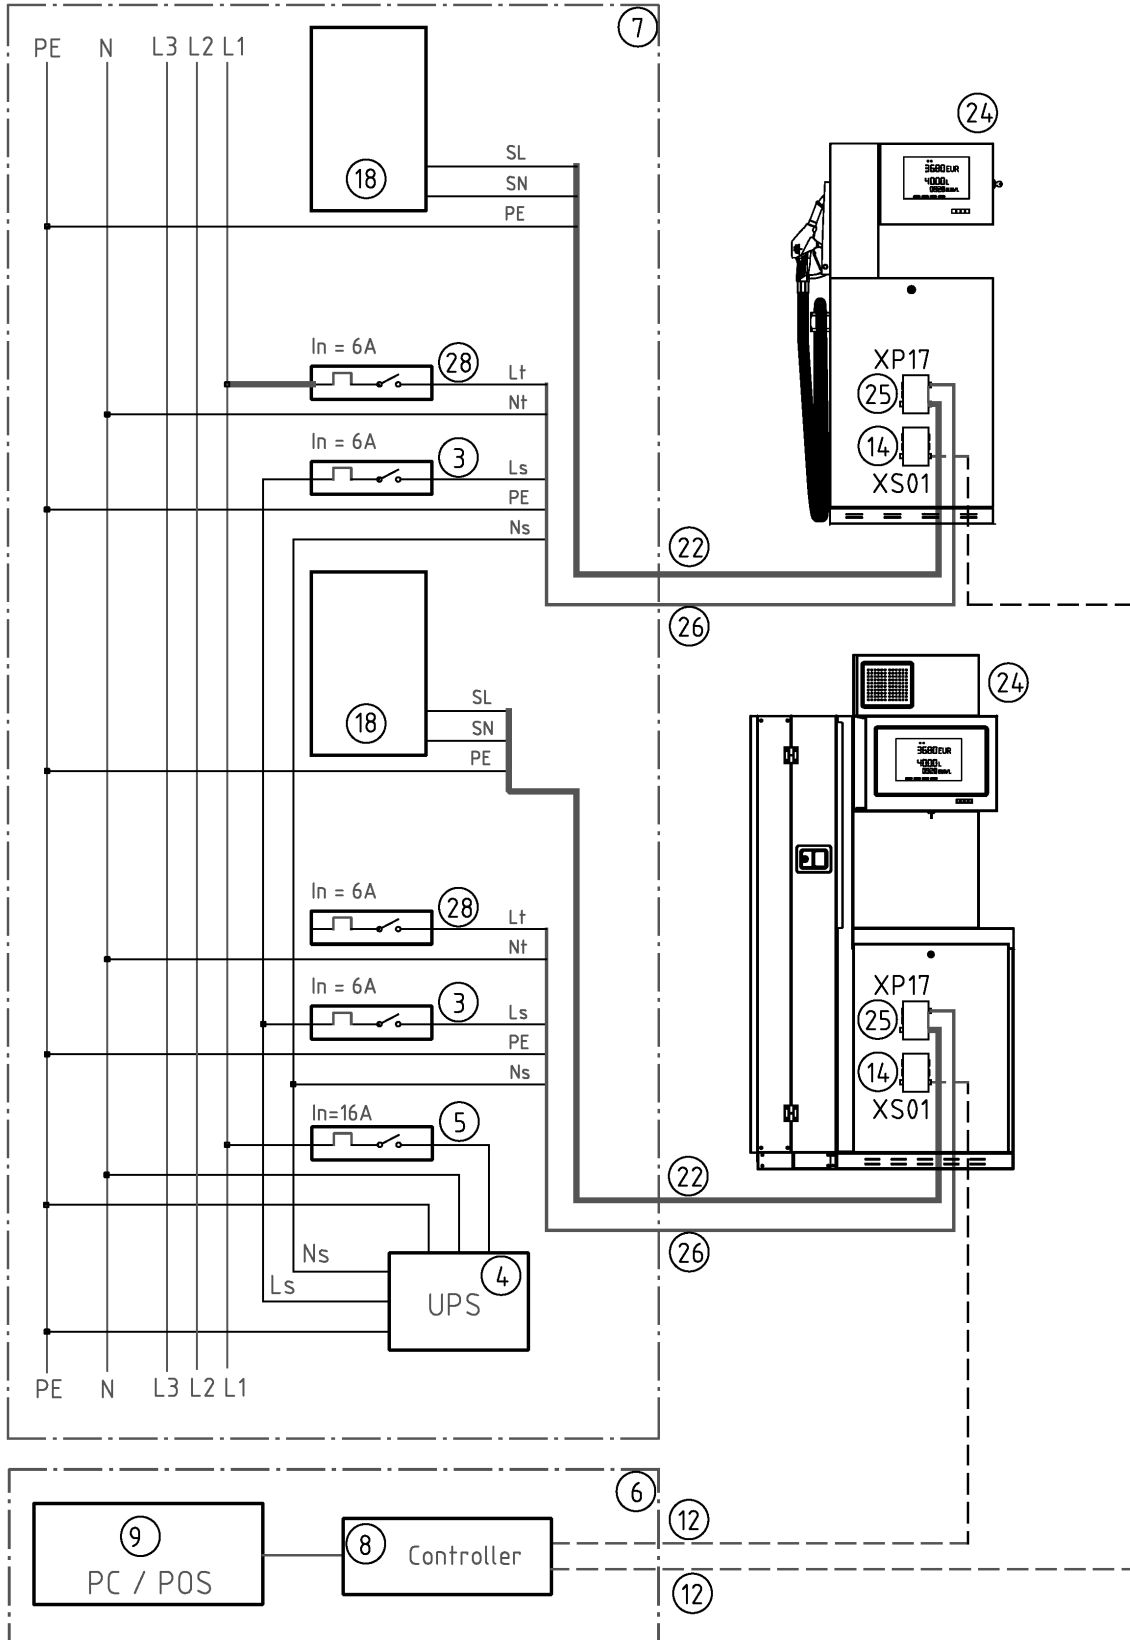 7
PE N L3 L2 L1
24
SL
18
SN
PE
3680 EUR
4000 L
In = 6A
28
Lt
Nt
XP17
25
In = 6A
3
Ls
14
PE
XS01
Ns
22
26
24
SL
18
SN
PE
3680 EUR
4000 L
In = 6A
28
Lt
Nt
In = 6A
3
Ls
XP17
25
PE
Ns
14
XS01
In=16A
5
22
Ns
26
4
Ls
UPS
PE N L3 L2 L1
6
12
9
8 Controller
PC / POS
12